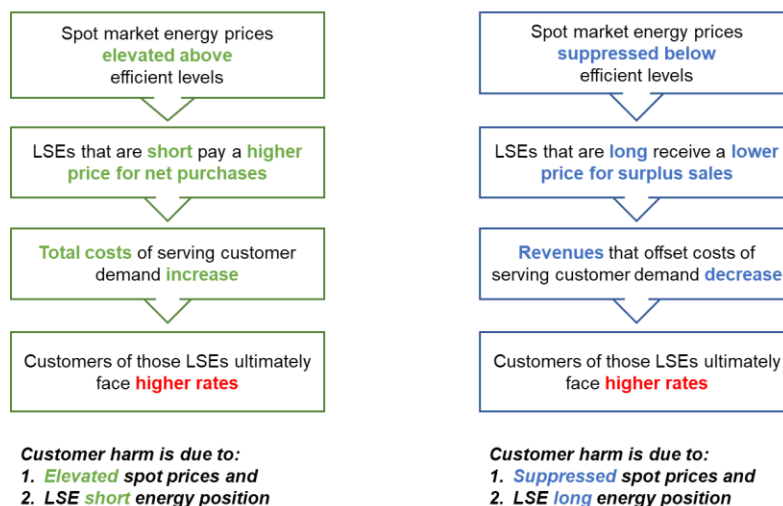 Spot market energy prices
elevated above
efficient levels
LSEs that are short pay a higher
price for net purchases
Total costs of serving customer
demand increase
Customers of those LSEs ultimately
face higher rates
Customer harm is due to:
1. Elevated spot prices and
2. LSE short energy position
Spot market energy prices
suppressed below
efficient levels
LSEs that are long receive a lower
price for surplus sales
Revenues that offset costs of
serving customer demand decrease
Customers of those LSEs ultimately
face higher rates
Customer harm is due to:
1. Suppressed spot prices and
2. LSE long energy position